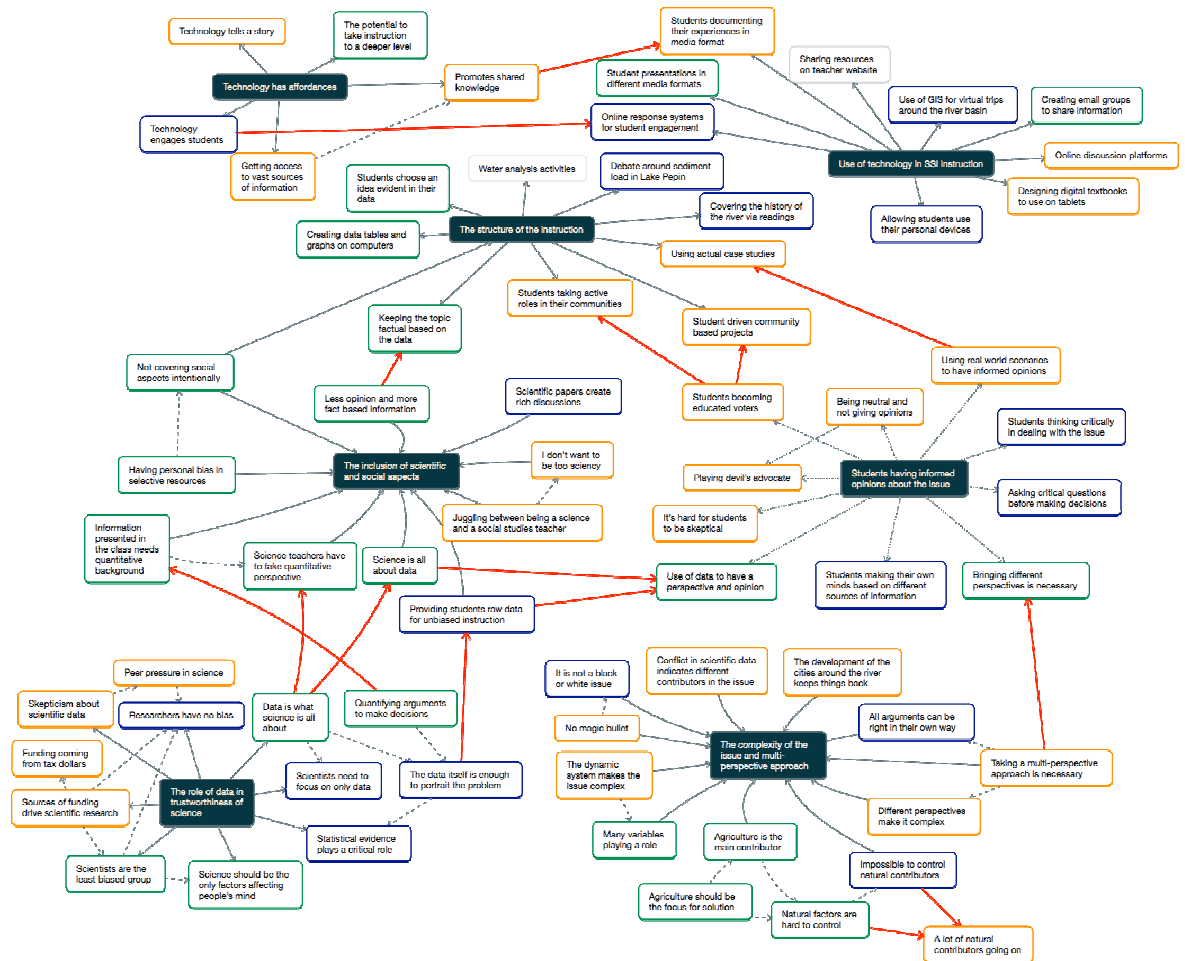 Technology tells a story
The potential to
take instruction
to a deeper level
Students documenting
their experiences in
media format
Sharing resources
on teacher website
Technology has affordances
Promotes shared
knowledge
Student presentations in
different media formats
Use of GIS for virtual trips
around the river basin
Creating email groups
to share information
Technology
engages students
Online response systems
for student engagement
Getting access
to vast sources
of information
Use of technology in SSI instruction
Online discussion platforms
Students choose an
idea evident in their
data
Water analysis activities
Debate around sediment
load in Lake Pepin
Designing digital textbooks
to use on tablets
Covering the history of
the river via readings
Allowing students use
their personal devices
The structure of the instruction
Creating data tables and
graphs on computers
Using actual case studies
Students taking active
roles in their communities
Keeping the topic
factual based on
the data
Student driven community
based projects
Not covering social
aspects intentionally
Using real world scenarios
to have informed opinions
Less opinion and more
fact based information
Scientific papers create
rich discussions
Students becoming
educated voters
Being neutral and
not giving opinions
Students thinking critically
in dealing with the issue
Having personal bias in
selective resources
The inclusion of scientific
and social aspects
I don't want to
be too sciency
Playing devil's advocate
Students having informed
opinions about the issue
Asking critical questions
before making decisions
Juggling between being a science
and a social studies teacher
It's hard for students
to be skeptical
Information
presented in
the class needs
quantitative
background
Science teachers have
to take quantitative
perspective
Science is all
about data
Use of data to have a
perspective and opinion
Students making their own
minds based on different
sources of information
Bringing different
perspectives is necessary
Providing students raw data
for unbiased instruction
Peer pressure in science
Skepticism about
scientific data
Researchers have no bias
Data is what
science is all
about
Quantifying arguments
to make decisions
It is not a black
or white issue
Conflict in scientific data
indicates different
contributors in the issue
The development of the
cities around the river
keeps things back
No magic bullet
All arguments can be
right in their own way
Funding coming
from tax dollars
The complexity of the
issue and multi-
perspective approach
Taking a multi-perspective
approach is necessary
Scientists need to
focus on only data
The data itself is enough
to portrait the problem
The dynamic
system makes the
issue complex
Sources of funding
drive scientific research
The role of data in
trustworthiness of
science
Different perspectives
make it complex
Statistical evidence
plays a critical role
Many variables
playing a role
Agriculture is the
main contributor
Scientists are the
least biased group
Science should be the
only factors affecting
people's mind
Impossible to control
natural contributors
Agriculture should be
the focus for solution
Natural factors are
hard to control
A lot of natural
contributors going on